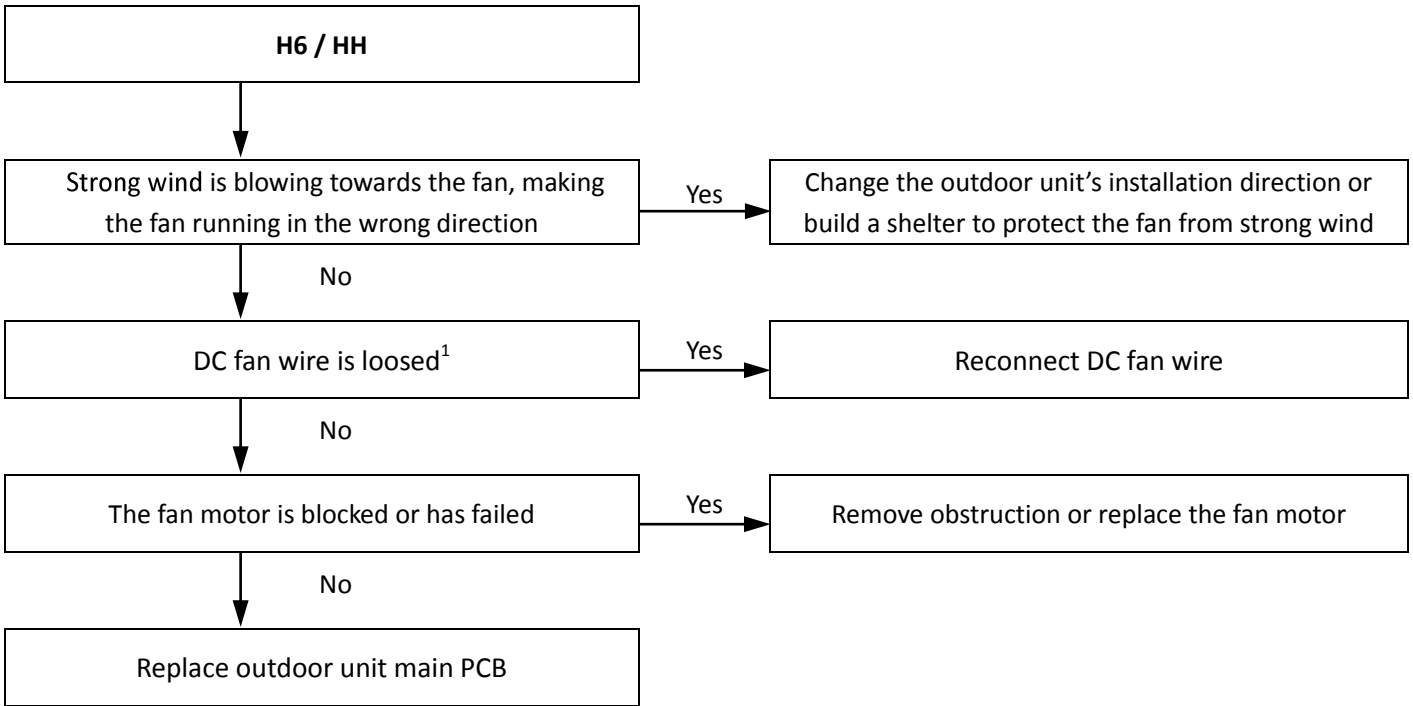 H6 / HH
Strong wind is blowing towards the fan, making
the fan running in the wrong direction
Yes
Change the outdoor unit’s installation direction or
build a shelter to protect the fan from strong wind
No
DC fan wire is loosed¹
Yes
Reconnect DC fan wire
No
The fan motor is blocked or has failed
Yes
Remove obstruction or replace the fan motor
No
Replace outdoor unit main PCB